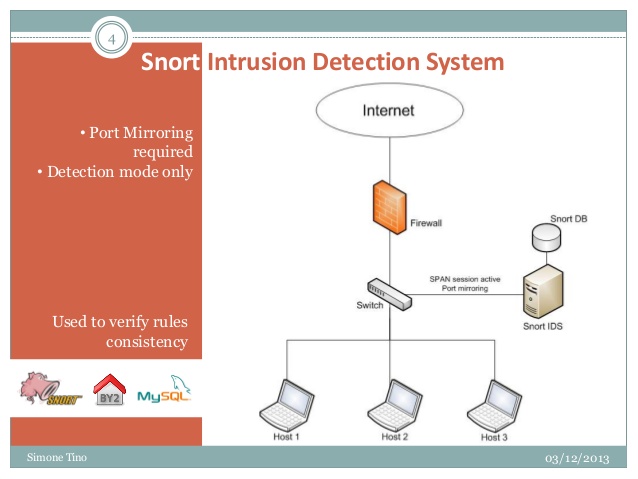 4
Snort Intrusion Detection System
• Port Mirroring
required
• Detection mode only
Used to verify rules
consistency
SNORT
BY2
MySQL
Internet
Firewall
Snort DB
SPAN session active
Port mirroring
Switch
Snort IDS
Host 1
Host 2
Host 3
Simone Tino
03/12/2013